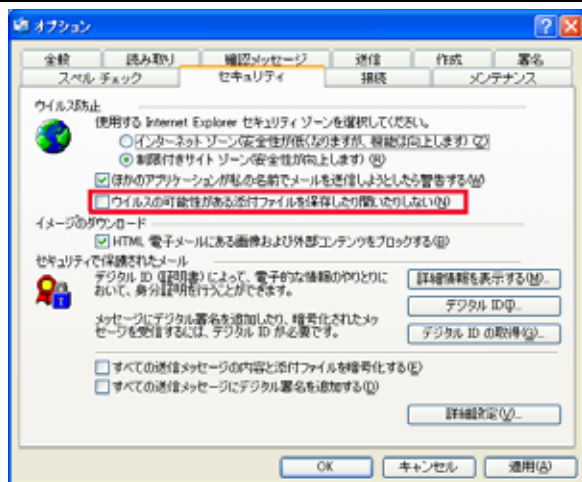 オプション
全般 読み取り 確認メッセージ 送信 作成 署名
スペル チェック セキュリティ 接続 メンテナンス
ウイルス防止
使用する Internet Explorer セキュリティ ゾーンを選択してください。
インターネット ゾーン(安全性が低くなりますが、機能は向上します)(Z)
制限付きサイト ゾーン(安全性が向上します)(R)
ほかのアプリケーションが私の名前でメールを送信しようとしたら警告する(W)
ウイルスの可能性がある添付ファイルを保存したり開いたりしない(N)
イメージのダウンロード
HTML 電子メールにある画像および外部コンテンツをブロックする(B)
セキュリティで保護されたメール
デジタル ID (証明書) によって、電子的な情報のやりとりに
おいて、身分証明を行うことができます。
詳細情報を表示する(M)...
デジタル ID(I)...
メッセージにデジタル署名を追加したり、暗号化されたメッ
セージを受信するには、デジタル ID が必要です。
デジタル ID の取得(G)...
すべての送信メッセージの内容と添付ファイルを暗号化する(E)
すべての送信メッセージにデジタル署名を追加する(D)
詳細設定(V)...
OK キャンセル 適用(A)